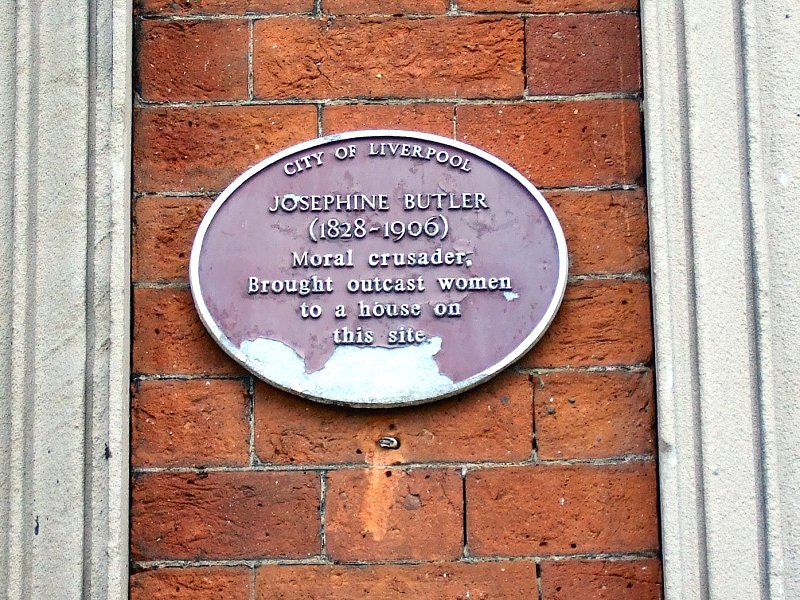 CITY OF LIVERPOOL
JOSEPHINE BUTLER
(1828-1906)
Moral crusader.
Brought outcast women
to a house on
this site.